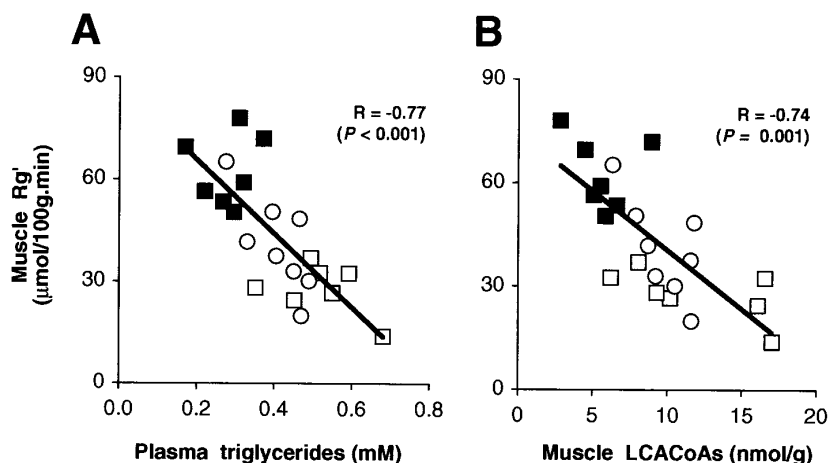 A
B
90
60
30
0
0.0 0.2 0.4 0.6 0.8
Muscle Rg'
(μmol/100g.min)
Plasma triglycerides (mM)
R = -0.77
(P < 0.001)
90
60
30
0
0 5 10 15 20
Muscle LCACoAs (nmol/g)
R = -0.74
(P = 0.001)